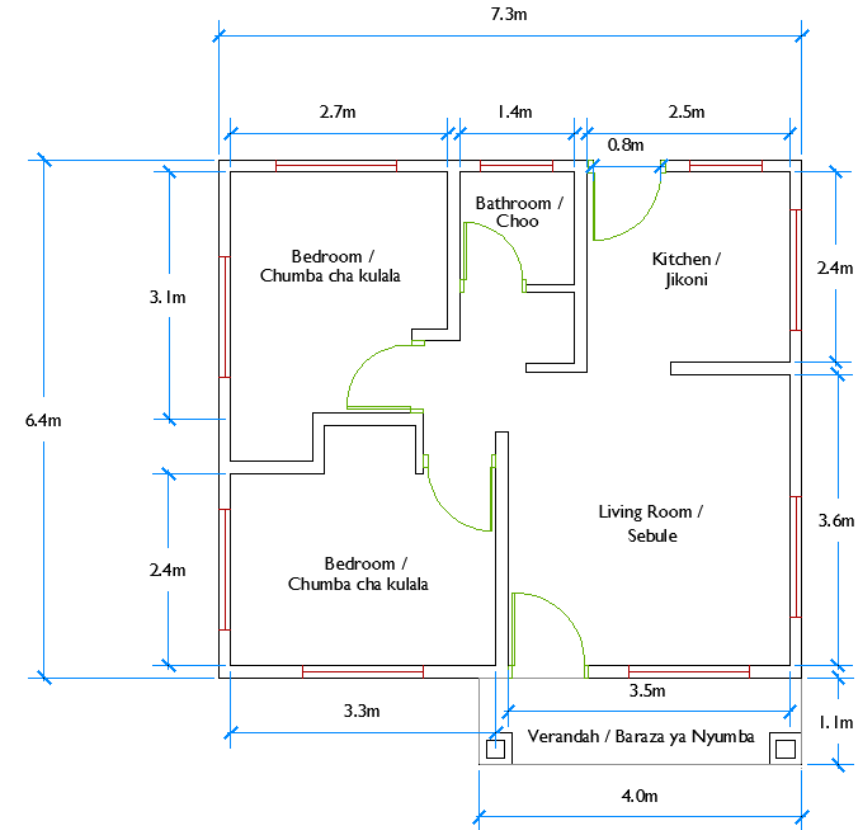 7.3m
2.7m
1.4m
2.5m
0.8m
Bathroom /
Choo
Bedroom /
Chumba cha kulala
Kitchen /
Jikoni
2.4m
3.1m
6.4m
Living Room /
Sebule
3.6m
Bedroom /
Chumba cha kulala
2.4m
3.3m
3.5m
Verandah / Baraza ya Nyumba
1.1m
4.0m